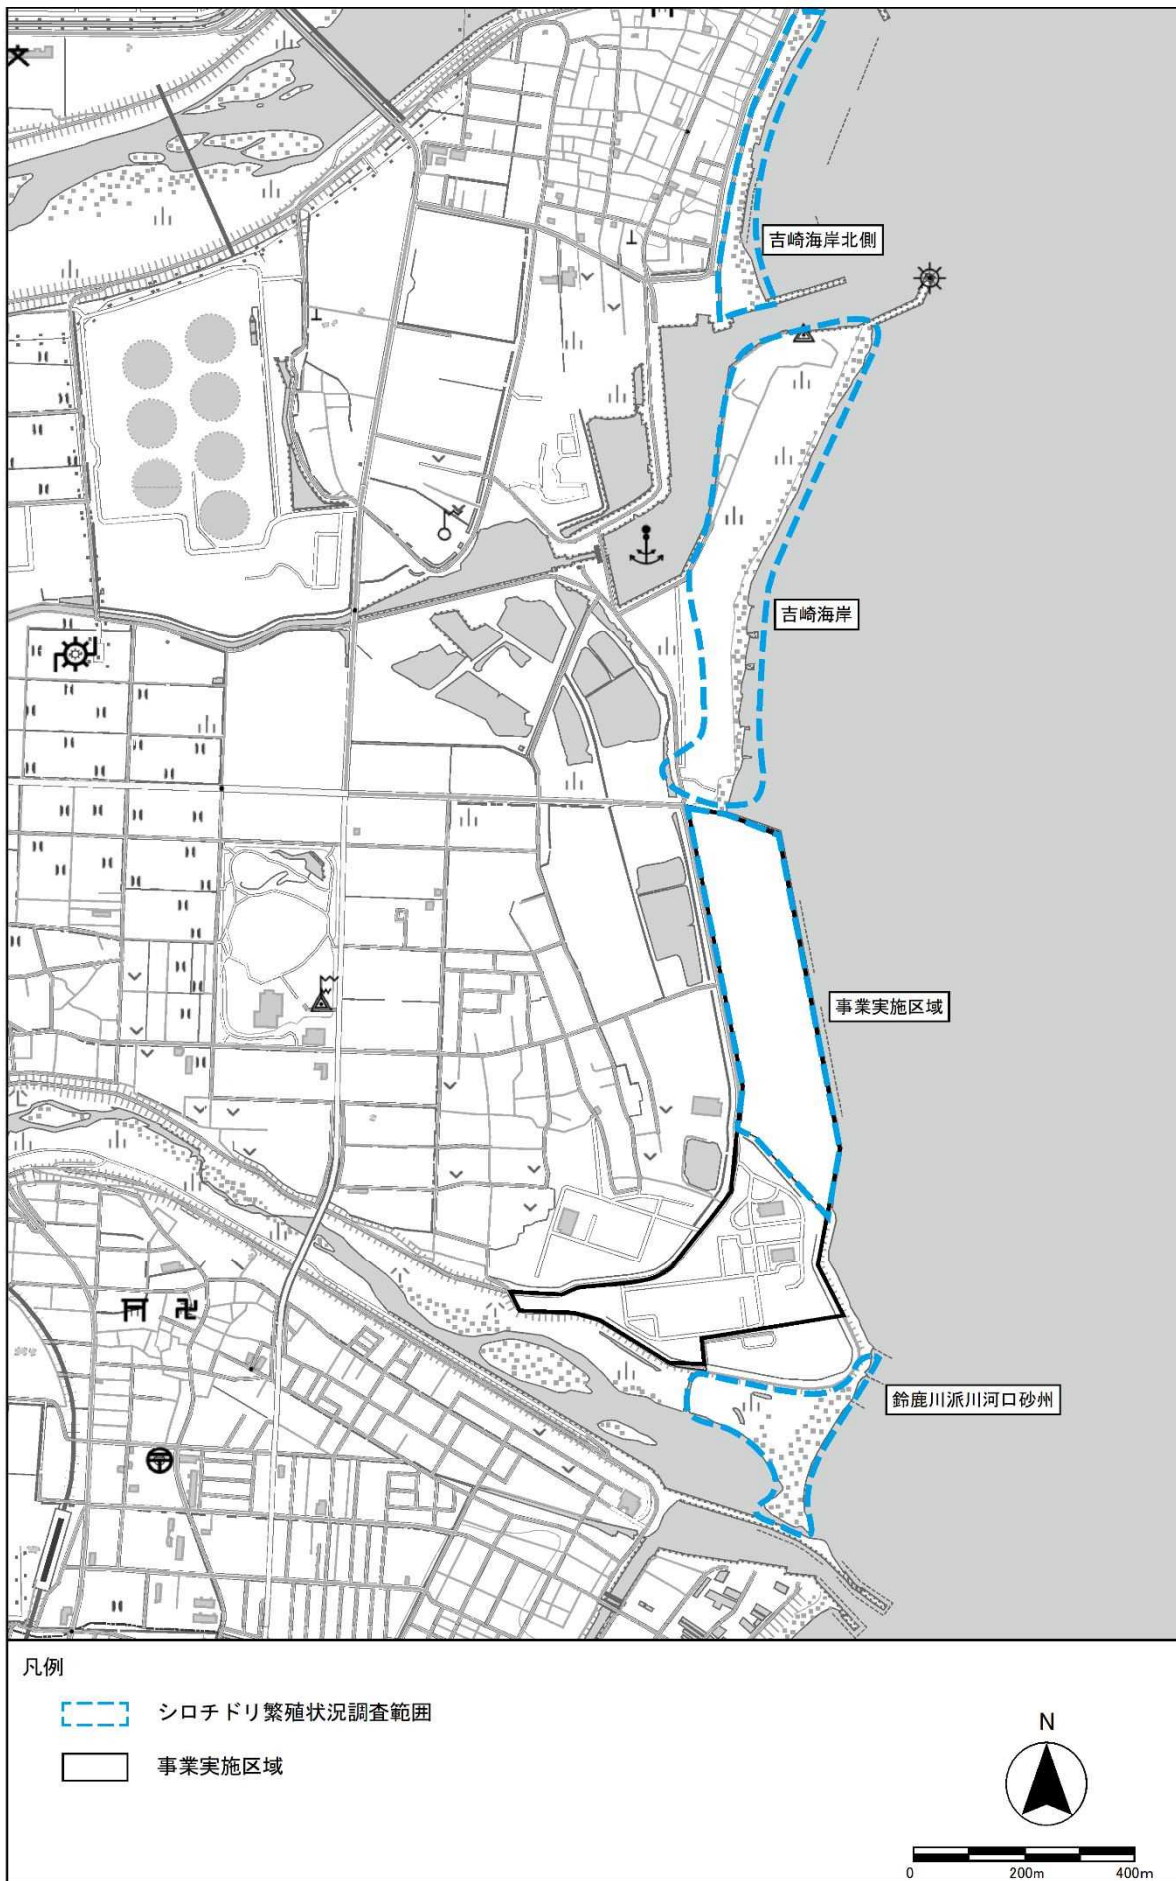 吉崎海岸北側
吉崎海岸
事業実施区域
鈴鹿川派川河口砂州
凡例
シロチドリ繁殖状況調査範囲
事業実施区域
N
0 200m 400m